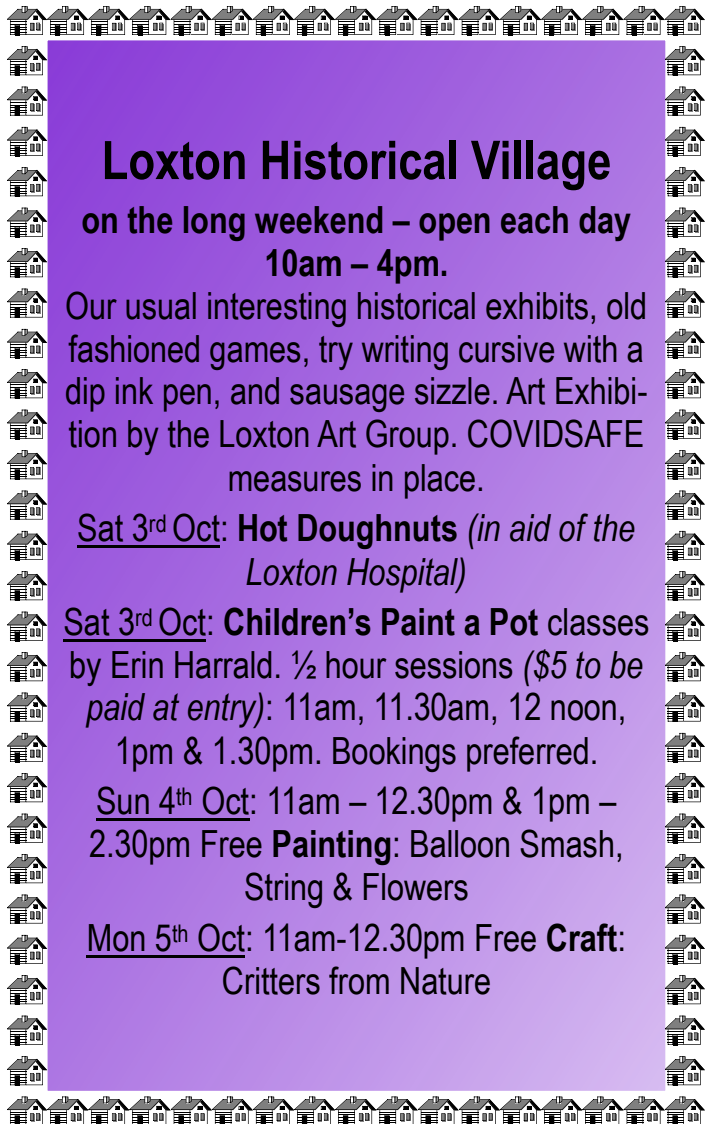 Loxton Historical Village
on the long weekend – open each day
10am – 4pm.
Our usual interesting historical exhibits, old
fashioned games, try writing cursive with a
dip ink pen, and sausage sizzle. Art Exhibi-
tion by the Loxton Art Group. COVIDSAFE
measures in place.
Sat 3rd Oct: Hot Doughnuts (in aid of the
Loxton Hospital)
Sat 3rd Oct: Children’s Paint a Pot classes
by Erin Harrald. ½ hour sessions ($5 to be
paid at entry): 11am, 11.30am, 12 noon,
1pm & 1.30pm. Bookings preferred.
Sun 4th Oct: 11am – 12.30pm & 1pm –
2.30pm Free Painting: Balloon Smash,
String & Flowers
Mon 5th Oct: 11am-12.30pm Free Craft:
Critters from Nature